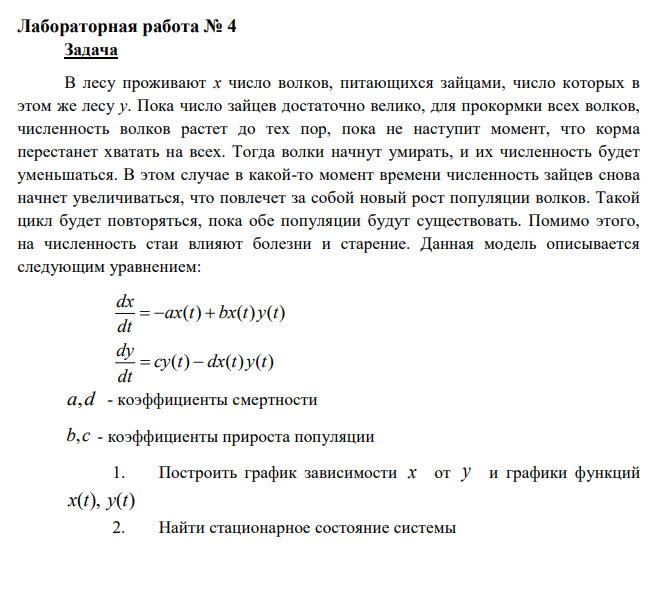 Лабораторная работа № 4
Задача
В лесу проживают x число волков, питающихся зайцами, число которых в
этом же лесу y. Пока число зайцев достаточно велико, для прокормки всех волков,
численность волков растет до тех пор, пока не наступит момент, что корма
перестанет хватать на всех. Тогда волки начнут умирать, и их численность будет
уменьшаться. В этом случае в какой-то момент времени численность зайцев снова
начнет увеличиваться, что повлечет за собой новый рост популяции волков. Такой
цикл будет повторяться, пока обе популяции будут существовать. Помимо этого,
на численность стаи влияют болезни и старение. Данная модель описывается
следующим уравнением:
dx/dt = −ax(t) + bx(t)y(t)
dy/dt = cy(t) − dx(t)y(t)
a,d - коэффициенты смертности
b,c - коэффициенты прироста популяции
1. Построить график зависимости x от y и графики функций
x(t), y(t)
2. Найти стационарное состояние системы